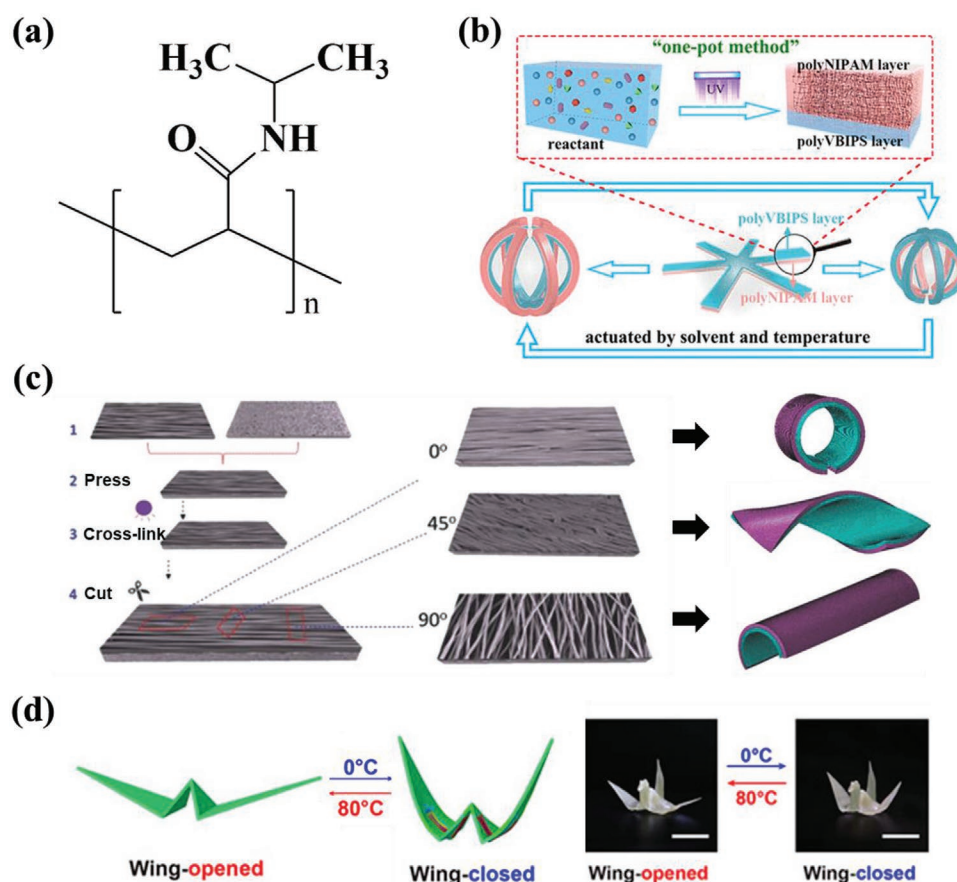 (a)
H₃C
CH₃
O
NH
n
(b)
"one-pot method"
UV
reactant
polyNIPAM layer
polyVBIPS layer
polyVBIPS layer
polyNIPAM layer
actuated by solvent and temperature
(c)
1
2 Press
3 Cross-link
4 Cut
0°
45°
90°
(d)
0°C
80°C
Wing-opened
Wing-closed
0°C
80°C
Wing-opened
Wing-closed